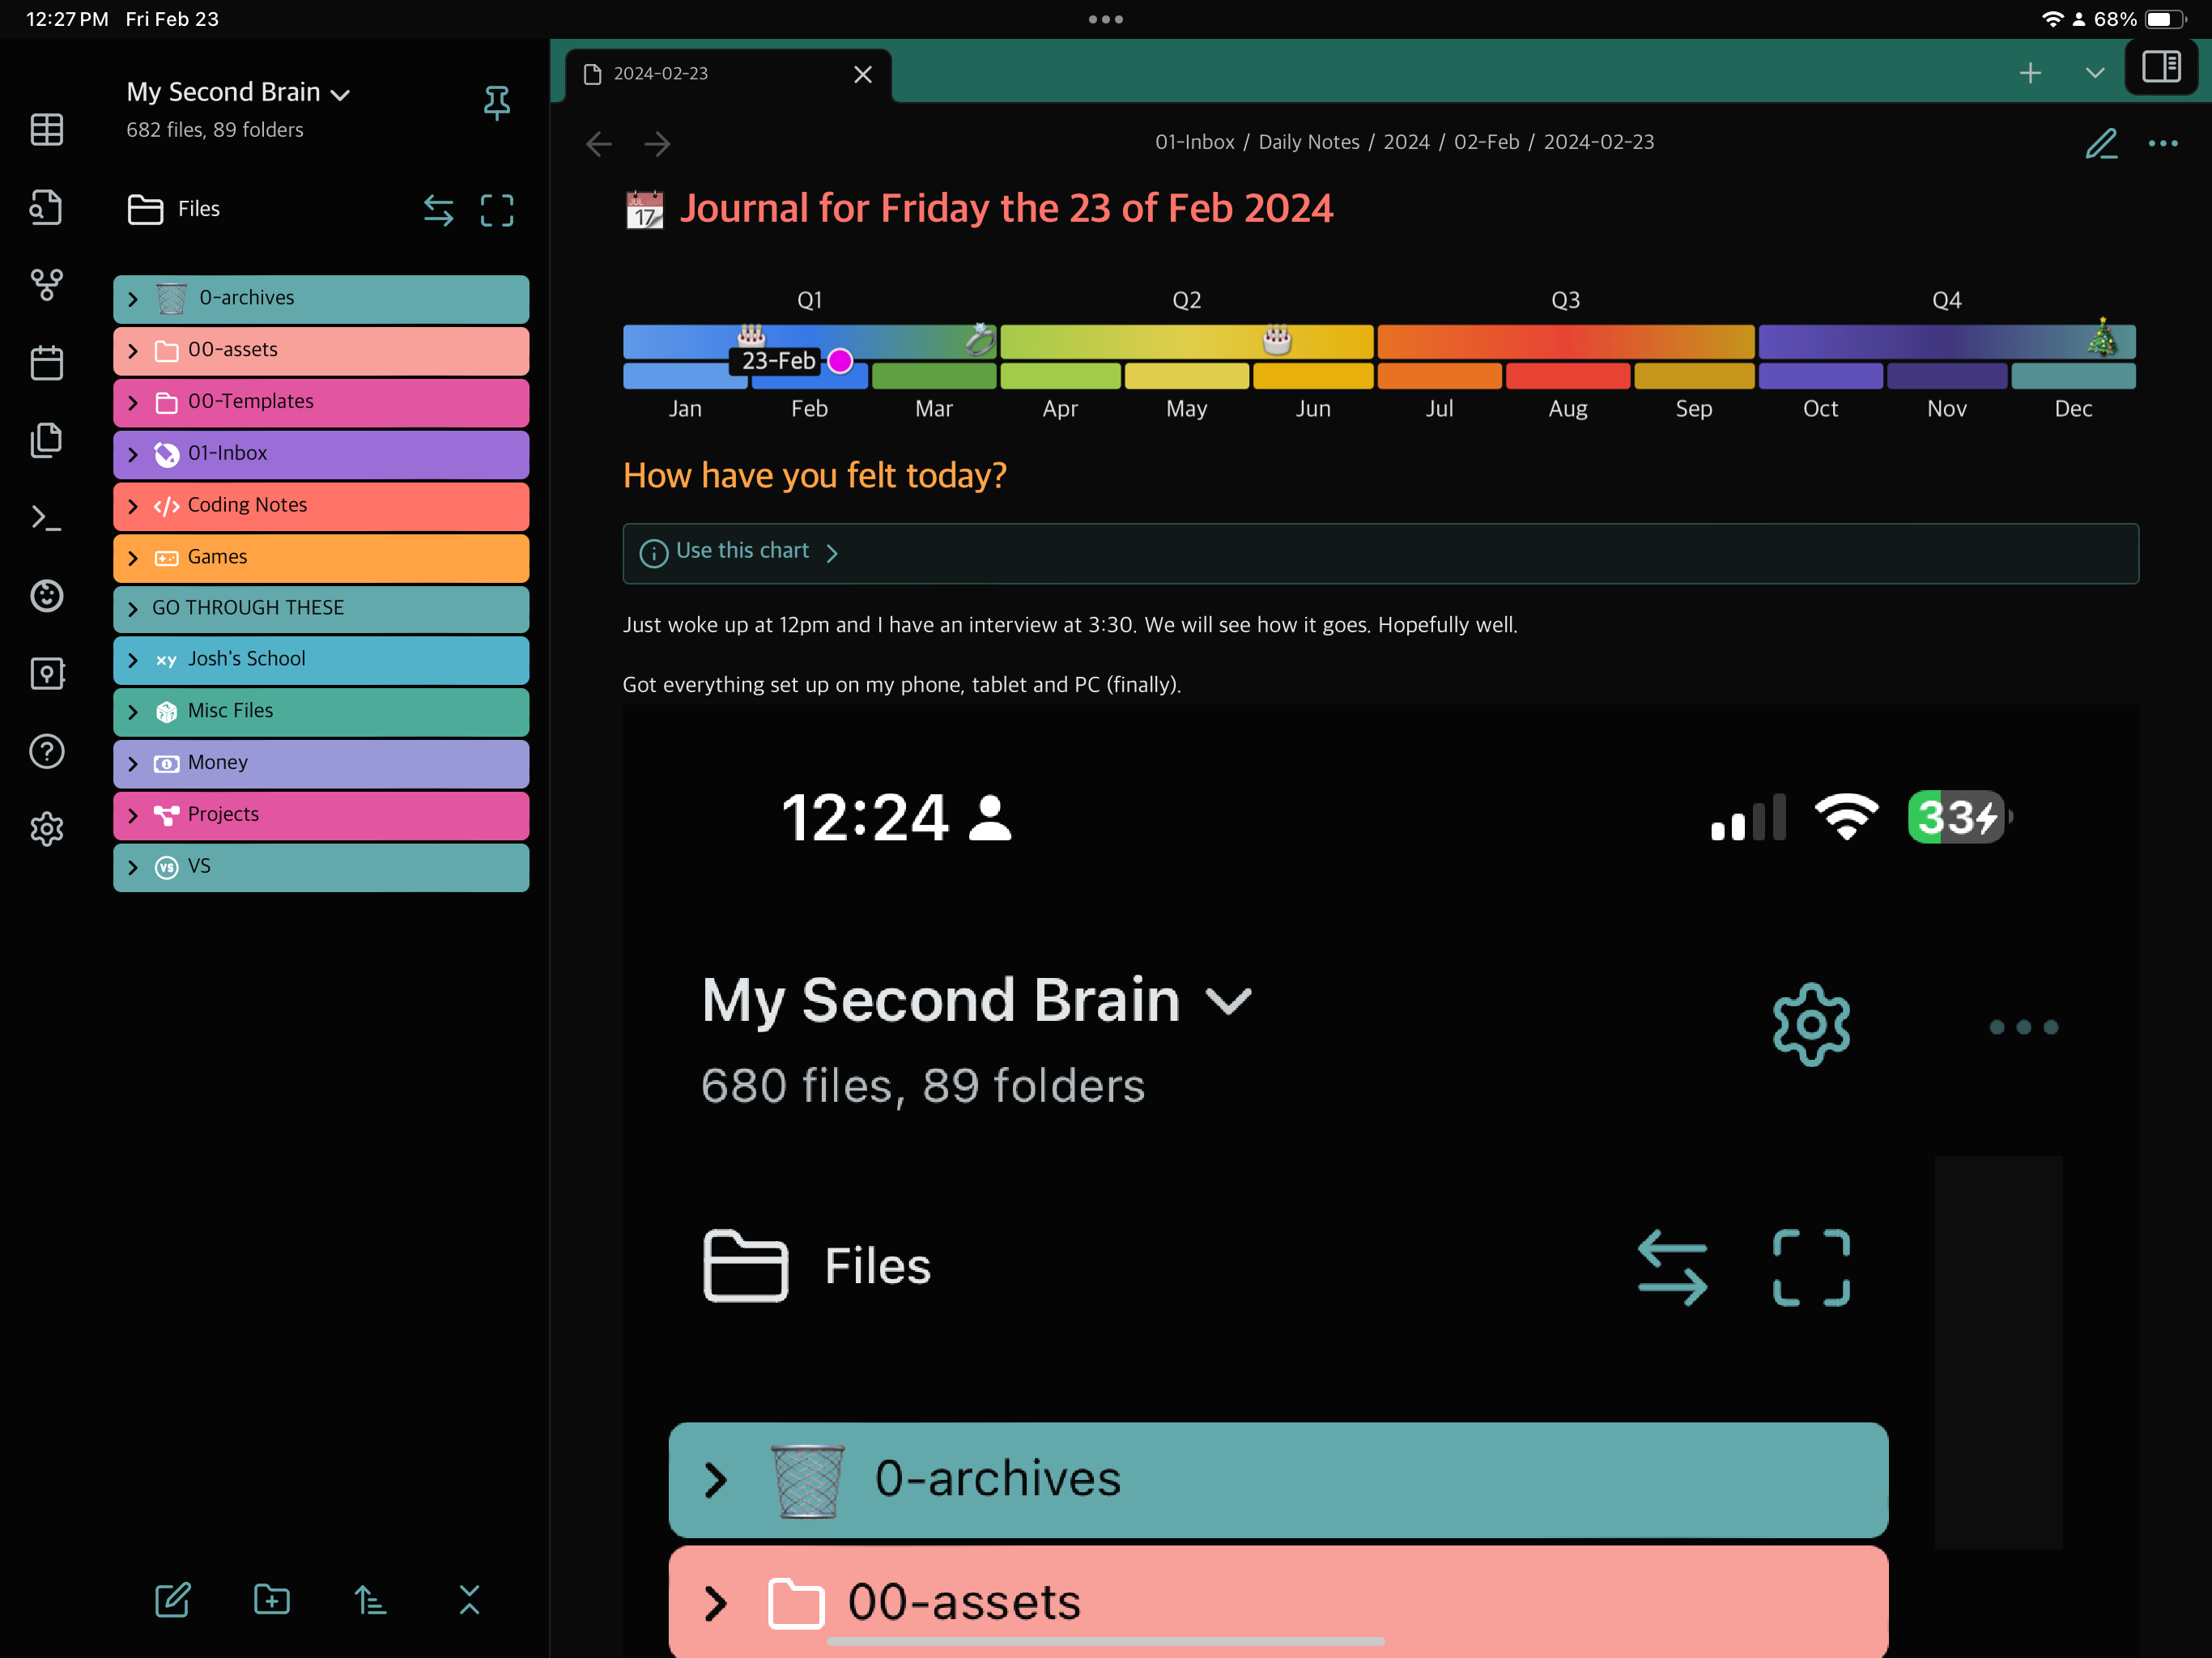 12:27 PM Fri Feb 23
68%
My Second Brain
682 files, 89 folders
Files
0-archives
00-assets
00-Templates
01-Inbox
Coding Notes
Games
GO THROUGH THESE
xy Josh's School
Misc Files
Money
Projects
VS VS
2024-02-23
01-Inbox / Daily Notes / 2024 / 02-Feb / 2024-02-23
JUL 17 Journal for Friday the 23 of Feb 2024
Q1 Q2 Q3 Q4
23-Feb
Jan Feb Mar Apr May Jun Jul Aug Sep Oct Nov Dec
How have you felt today?
Use this chart
Just woke up at 12pm and I have an interview at 3:30. We will see how it goes. Hopefully well.
Got everything set up on my phone, tablet and PC (finally).
12:24 33
My Second Brain
680 files, 89 folders
Files
0-archives
00-assets